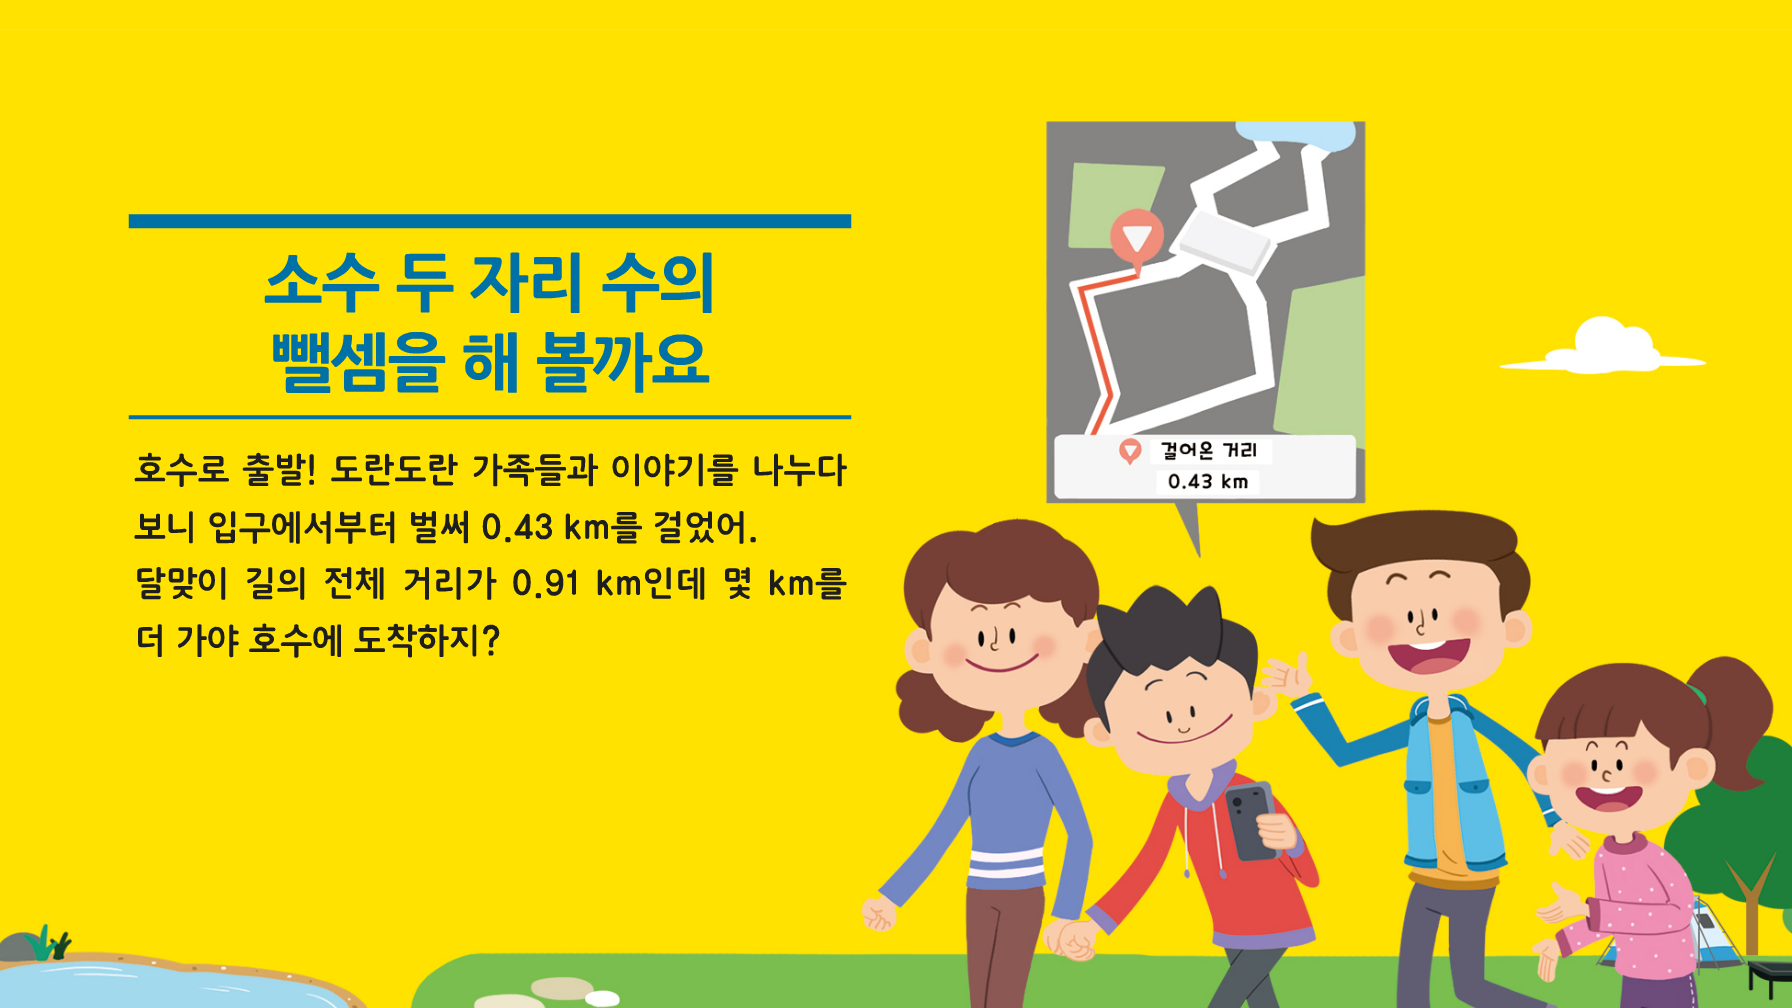 소수 두 자리 수의
뺄셈을 해 볼까요
호수로 출발! 도란도란 가족들과 이야기를 나누다
보니 입구에서부터 벌써 0.43 km를 걸었어.
달맞이 길의 전체 거리가 0.91 km인데 몇 km를
더 가야 호수에 도착하지?
걸어온 거리
0.43 km